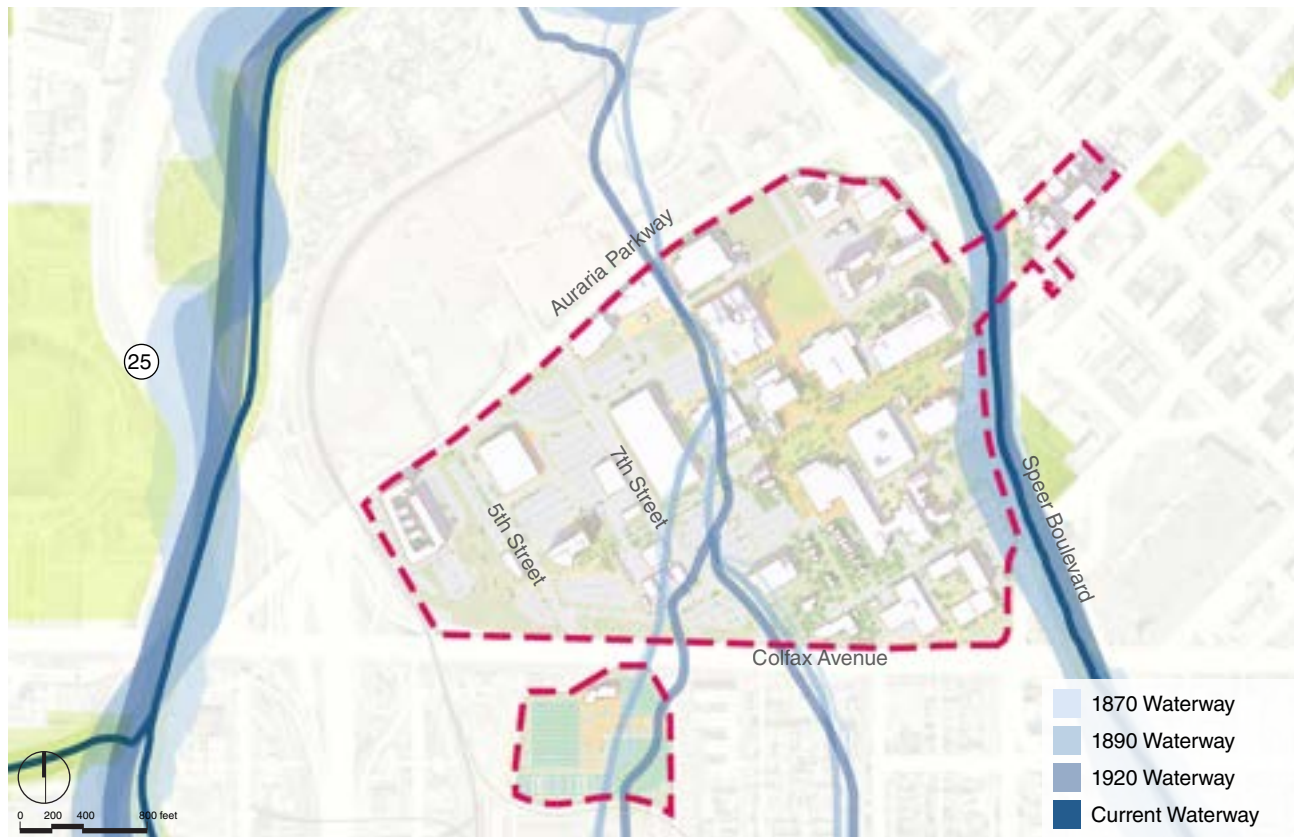 Auraria Parkway
25
7th Street
5th Street
Speer Boulevard
Colfax Avenue
1870 Waterway
1890 Waterway
1920 Waterway
Current Waterway
0 200 400 800 feet